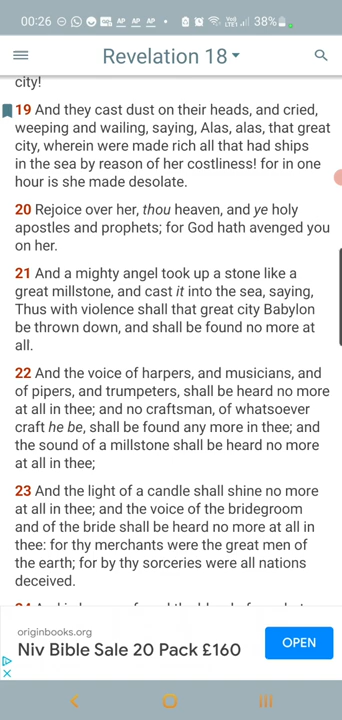 00:26 38%
Revelation 18
city!
19 And they cast dust on their heads, and cried,
weeping and wailing, saying, Alas, alas, that great
city, wherein were made rich all that had ships
in the sea by reason of her costliness! for in one
hour is she made desolate.
20 Rejoice over her, thou heaven, and ye holy
apostles and prophets; for God hath avenged you
on her.
21 And a mighty angel took up a stone like a
great millstone, and cast it into the sea, saying,
Thus with violence shall that great city Babylon
be thrown down, and shall be found no more at
all.
22 And the voice of harpers, and musicians, and
of pipers, and trumpeters, shall be heard no more
at all in thee; and no craftsman, of whatsoever
craft he be, shall be found any more in thee; and
the sound of a millstone shall be heard no more
at all in thee;
23 And the light of a candle shall shine no more
at all in thee; and the voice of the bridegroom
and of the bride shall be heard no more at all in
thee: for thy merchants were the great men of
the earth; for by thy sorceries were all nations
deceived.
originbooks.org
Niv Bible Sale 20 Pack £160
OPEN